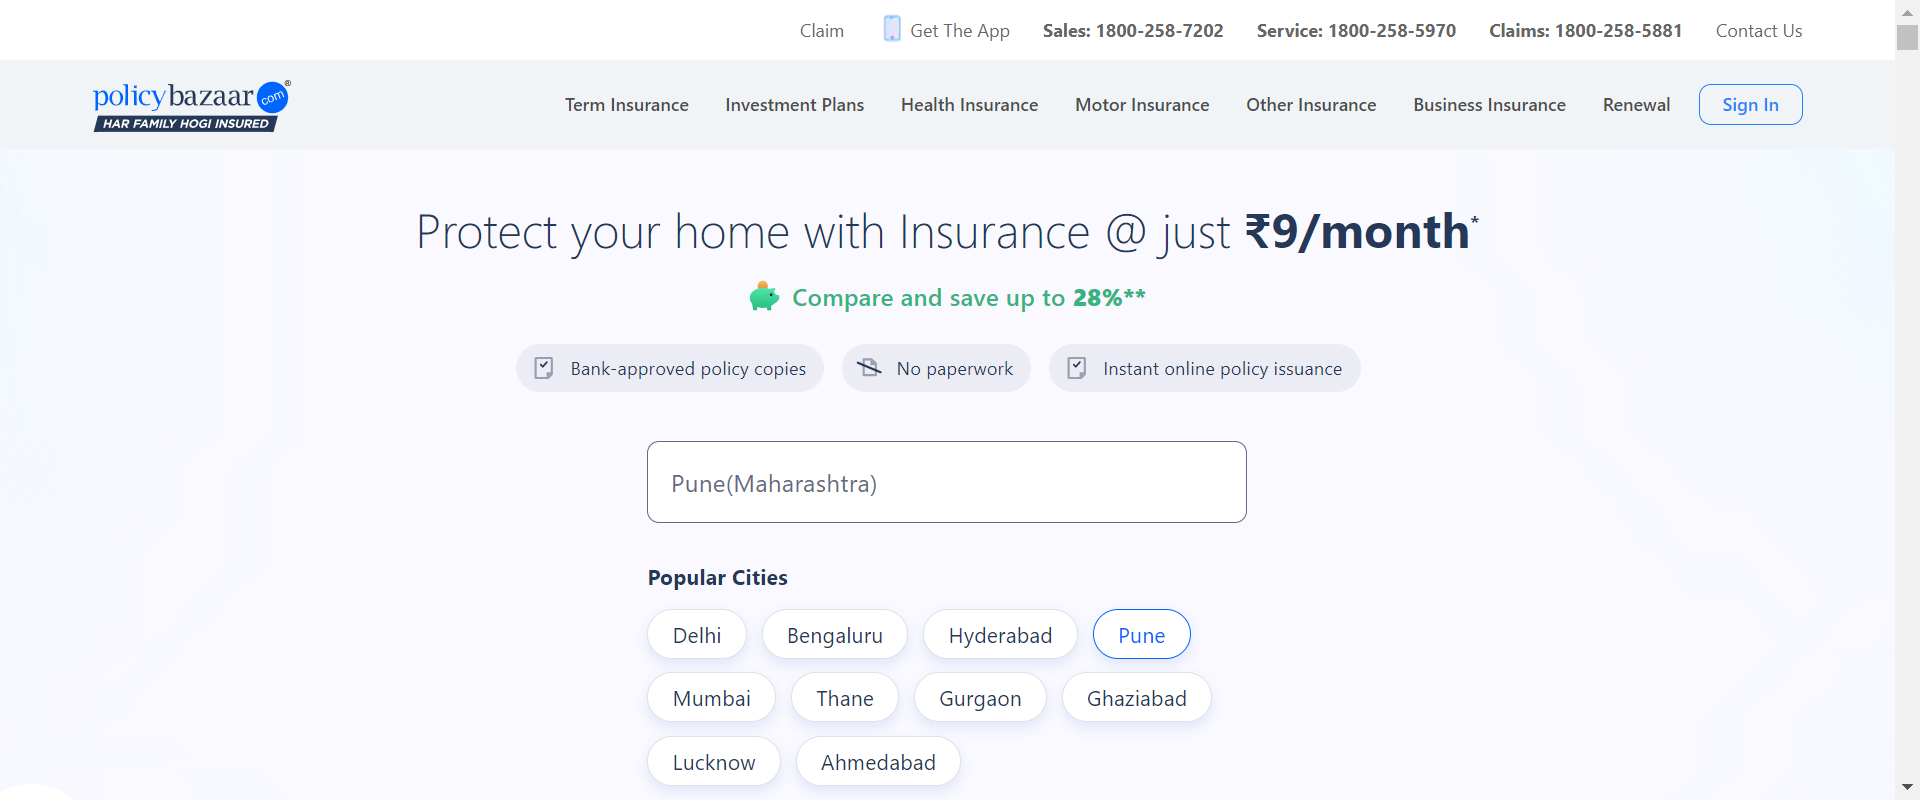 Claim Get The App Sales: 1800-258-7202 Service: 1800-258-5970 Claims: 1800-258-5881 Contact Us
policybazaar.com®
HAR FAMILY HOGI INSURED
Term Insurance Investment Plans Health Insurance Motor Insurance Other Insurance Business Insurance Renewal Sign In
Protect your home with Insurance @ just ₹9/month*
Compare and save up to 28%**
Bank-approved policy copies No paperwork Instant online policy issuance
Pune(Maharashtra)
Popular Cities
Delhi Bengaluru Hyderabad Pune
Mumbai Thane Gurgaon Ghaziabad
Lucknow Ahmedabad